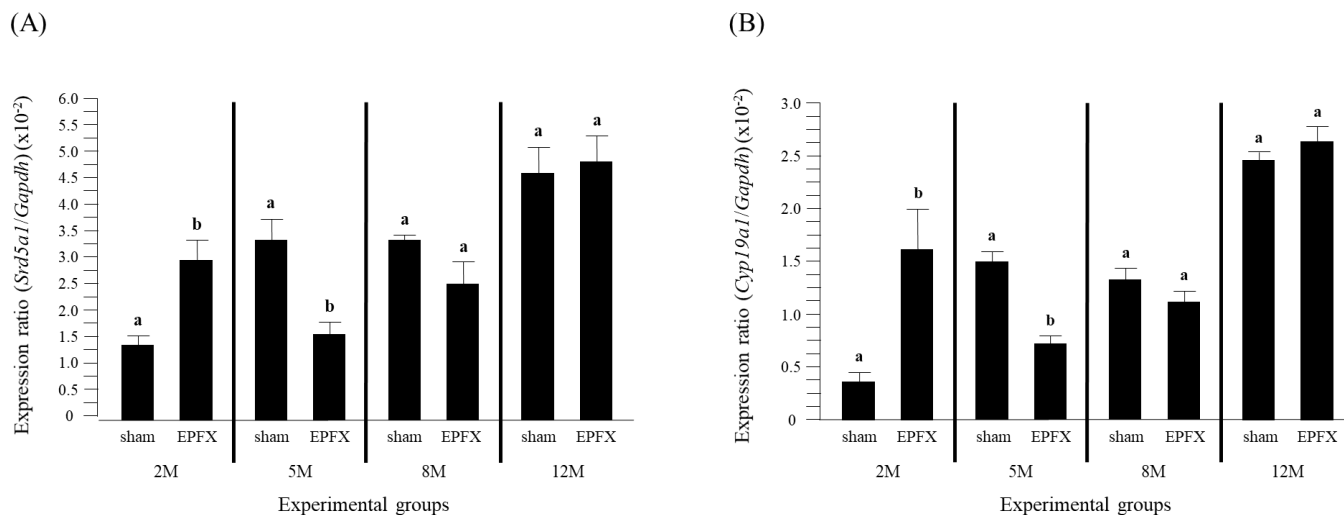 (A)
Expression ratio (Srd5a1/Gapdh) (x10⁻²)
6.0
5.5
5.0
4.5
4.0
3.5
3.0
2.5
2.0
1.5
1.0
0.5
0
a
b
a
b
a
a
a
a
sham EPFX sham EPFX sham EPFX sham EPFX
2M 5M 8M 12M
Experimental groups
(B)
Expression ratio (Cyp19a1/Gapdh) (x10⁻²)
3.0
2.5
2.0
1.5
1.0
0.5
0
a
b
a
b
a
a
a
a
sham EPFX sham EPFX sham EPFX sham EPFX
2M 5M 8M 12M
Experimental groups